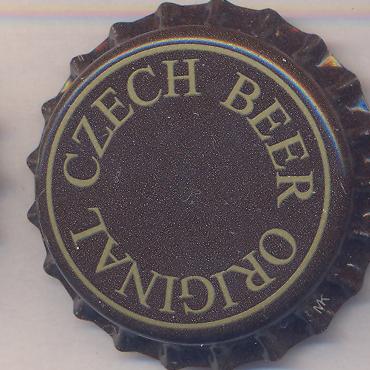 ORIGINAL CZECH BEER
MK